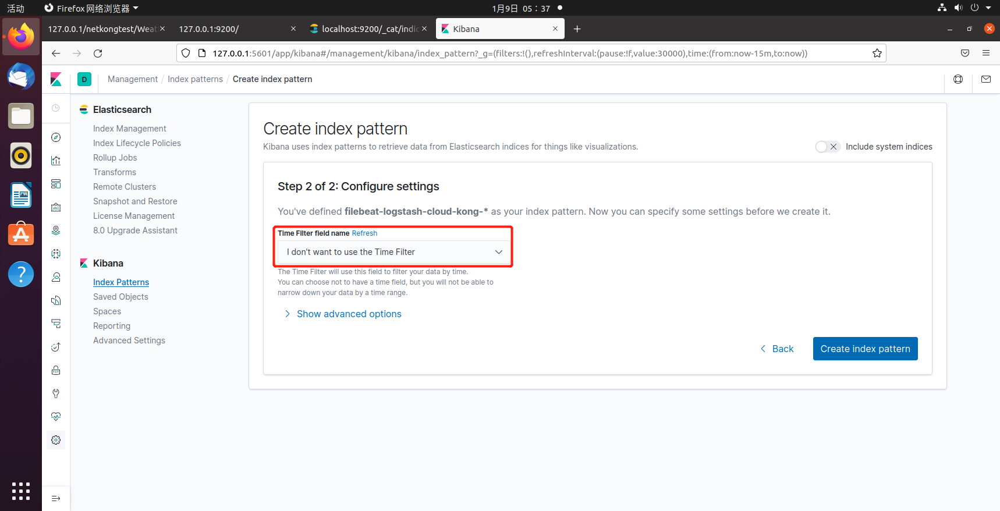 活动
Firefox 网络浏览器
1月9日 05：37
127.0.0.1/netkongtest/Weat
127.0.0.1:9200/
localhost:9200/_cat/indic
Kibana
127.0.0.1:5601/app/kibana#/management/kibana/index_pattern?_g=(filters:!(),refreshInterval:(pause:!f,value:30000),time:(from:now-15m,to:now))
D
Management / Index patterns / Create index pattern
Elasticsearch
Index Management
Index Lifecycle Policies
Rollup Jobs
Transforms
Remote Clusters
Snapshot and Restore
License Management
8.0 Upgrade Assistant
Kibana
Index Patterns
Saved Objects
Spaces
Reporting
Advanced Settings
Create index pattern
Kibana uses index patterns to retrieve data from Elasticsearch indices for things like visualizations.
Include system indices
Step 2 of 2: Configure settings
You've defined filebeat-logstash-cloud-kong-* as your index pattern. Now you can specify some settings before we create it.
Time Filter field name Refresh
I don't want to use the Time Filter
The Time Filter will use this field to filter your data by time.
You can choose not to have a time field, but you will not be able to
narrow down your data by a time range.
Show advanced options
Back
Create index pattern